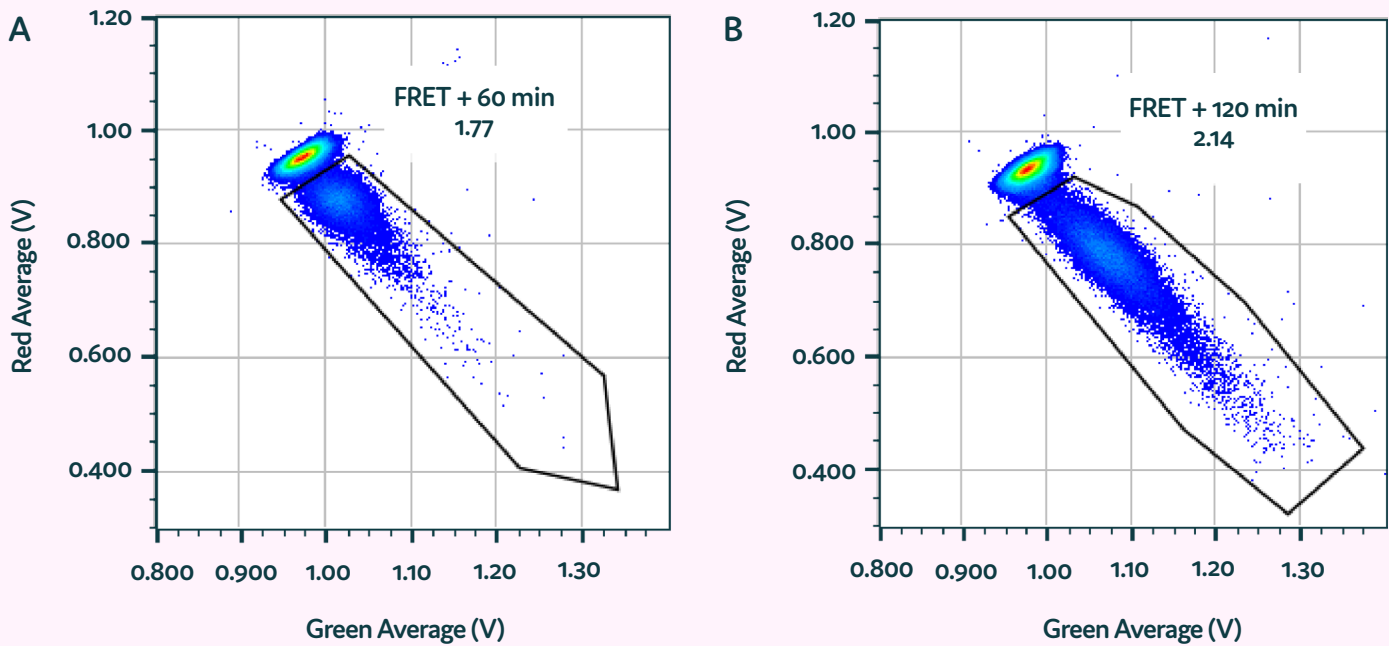 A
1.20
1.00
0.800
0.600
0.400
Red Average (V)
FRET + 60 min
1.77
0.800 0.900 1.00 1.10 1.20 1.30
Green Average (V)
B
1.20
1.00
0.800
0.600
0.400
Red Average (V)
FRET + 120 min
2.14
0.800 0.900 1.00 1.10 1.20 1.30
Green Average (V)